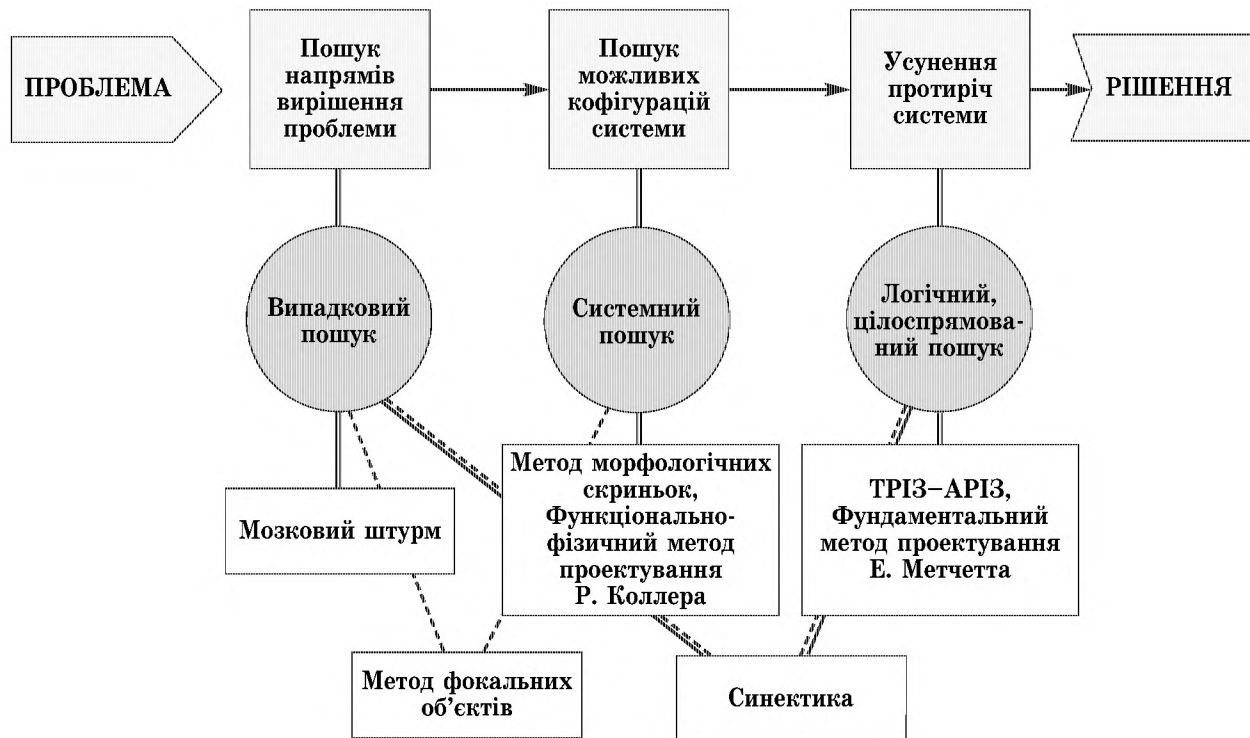 ПРОБЛЕМА
Пошук
напрямів
вирішення
проблеми
Пошук
можливих
кофігурацій
системи
Усунення
протиріч
системи
РІШЕННЯ
Випадковий
пошук
Системний
пошук
Логічний,
цілоспрямова-
ний пошук
Мозковий штурм
Метод морфологічних
скриньок,
Функціонально-
фізичний метод
проектування
Р. Коллера
ТРІЗ–АРІЗ,
Фундаментальний
метод проектування
Е. Метчетта
Метод фокальних
об’єктів
Синектика